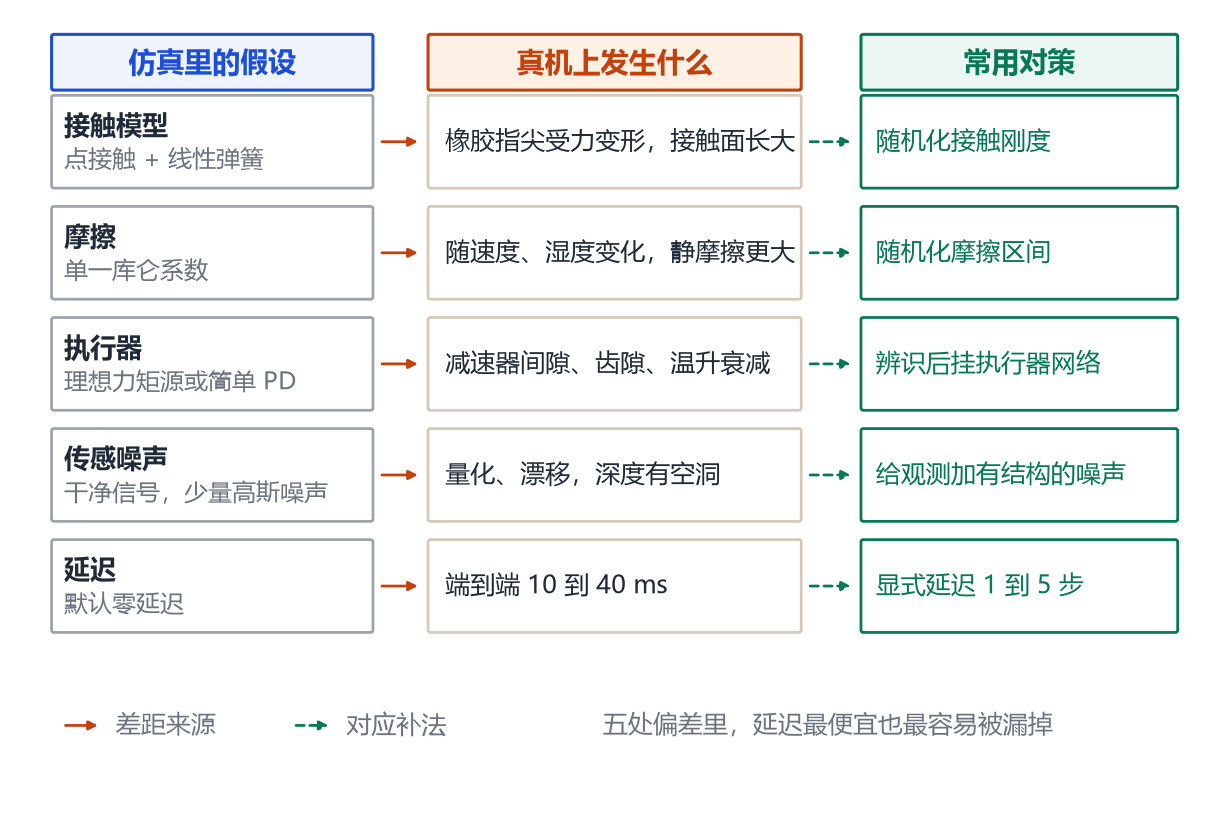 仿真里的假设
真机上发生什么
常用对策
接触模型
点接触 + 线性弹簧
橡胶指尖受力变形，接触面长大
随机化接触刚度
摩擦
单一库仑系数
随速度、湿度变化，静摩擦更大
随机化摩擦区间
执行器
理想力矩源或简单 PD
减速器间隙、齿隙、温升衰减
辨识后挂执行器网络
传感噪声
干净信号，少量高斯噪声
量化、漂移，深度有空洞
给观测加有结构的噪声
延迟
默认零延迟
端到端 10 到 40 ms
显式延迟 1 到 5 步
差距来源
对应补法
五处偏差里，延迟最便宜也最容易被漏掉